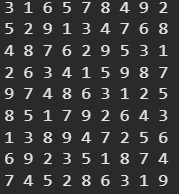 3 1 6 5 7 8 4 9 2
5 2 9 1 3 4 7 6 8
4 8 7 6 2 9 5 3 1
2 6 3 4 1 5 9 8 7
9 7 4 8 6 3 1 2 5
8 5 1 7 9 2 6 4 3
1 3 8 9 4 7 2 5 6
6 9 2 3 5 1 8 7 4
7 4 5 2 8 6 3 1 9